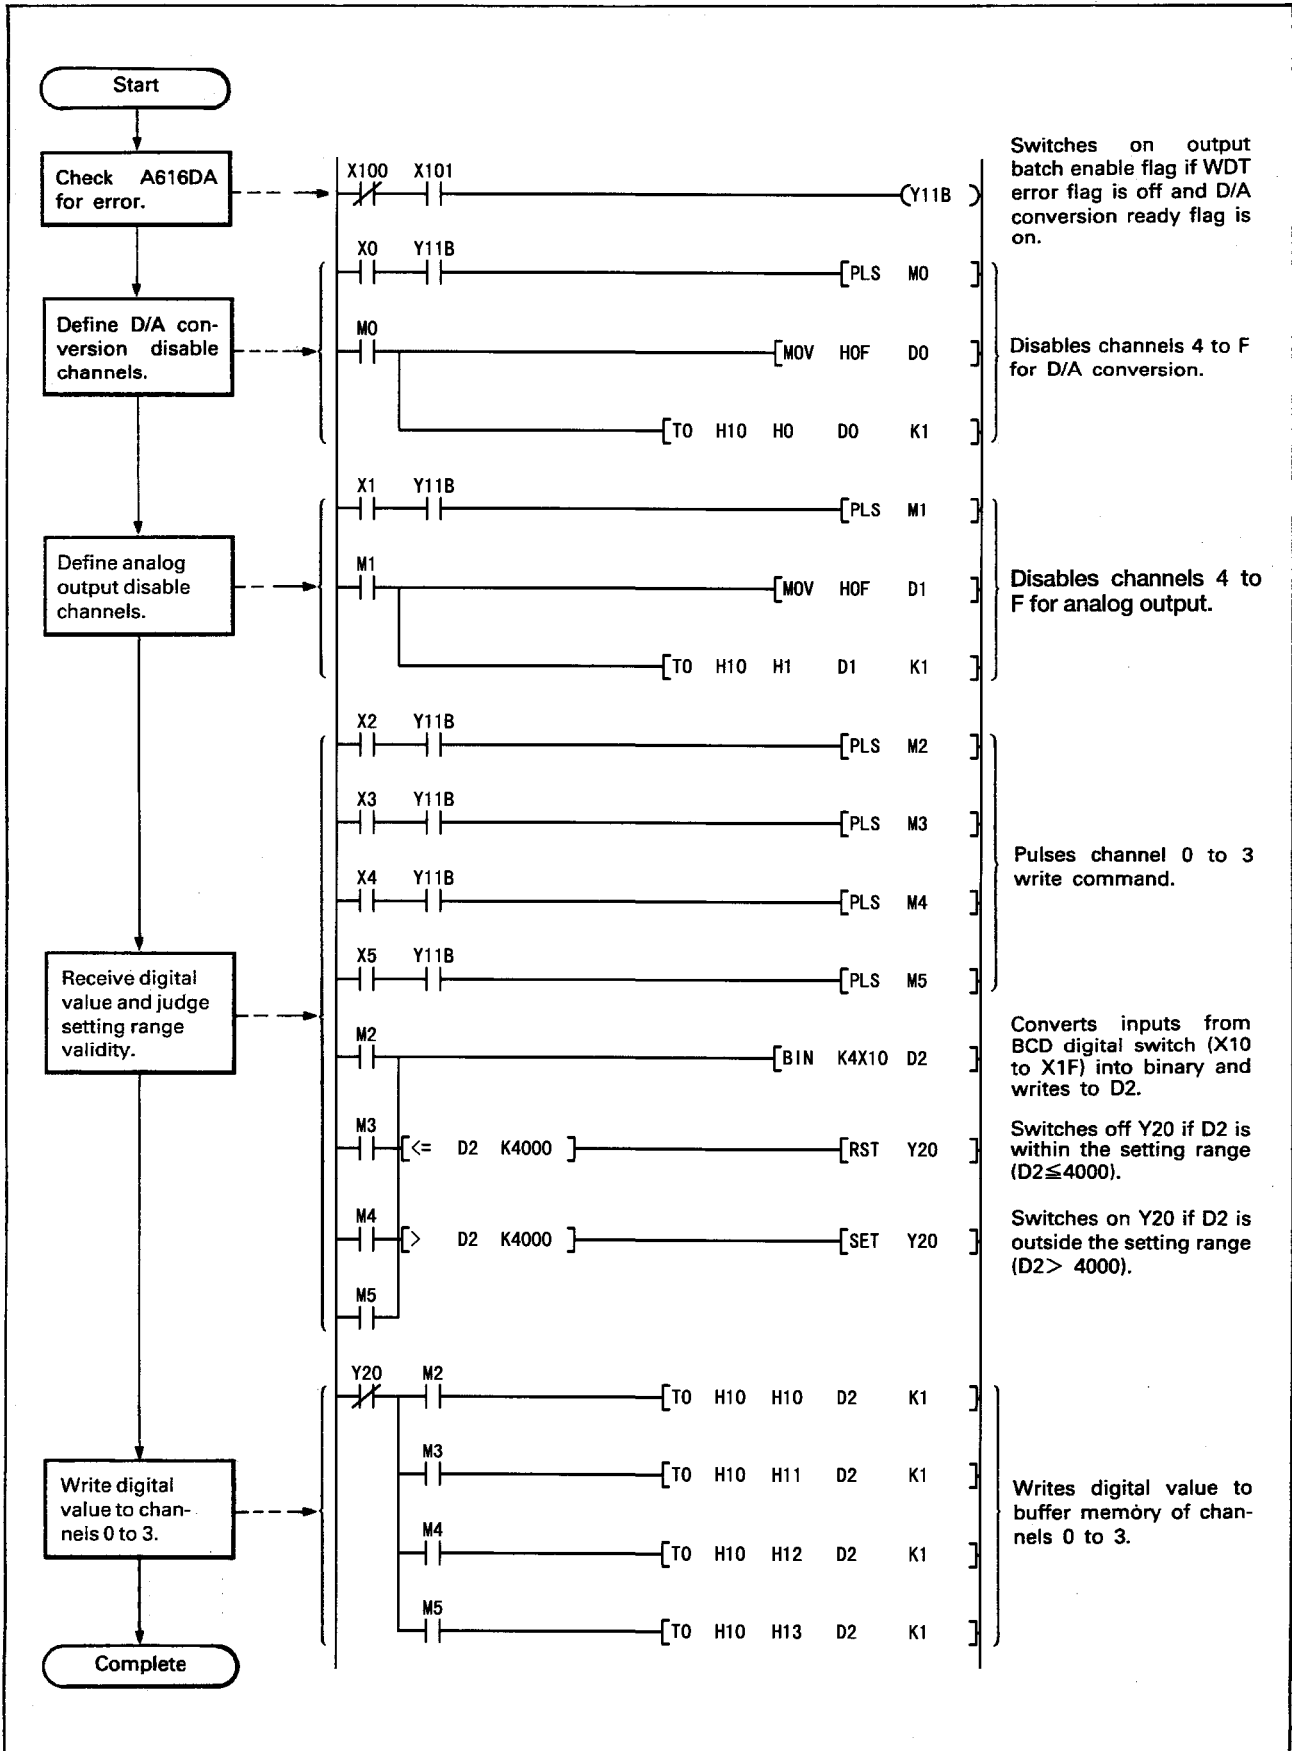 Start
Check A616DA
for error.
X100 X101
(Y11B )
Switches on output
batch enable flag if WDT
error flag is off and D/A
conversion ready flag is
on.
X0 Y11B
[PLS M0 ]
Define D/A con-
version disable
channels.
M0
[MOV H0F D0 ]
Disables channels 4 to F
for D/A conversion.
[TO H10 H0 D0 K1 ]
X1 Y11B
[PLS M1 ]
Define analog
output disable
channels.
M1
[MOV H0F D1 ]
Disables channels 4 to
F for analog output.
[TO H10 H1 D1 K1 ]
X2 Y11B
[PLS M2 ]
X3 Y11B
[PLS M3 ]
Pulses channel 0 to 3
write command.
X4 Y11B
[PLS M4 ]
X5 Y11B
[PLS M5 ]
Receive digital
value and judge
setting range
validity.
M2
[BIN K4X10 D2 ]
Converts inputs from
BCD digital switch (X10
to X1F) into binary and
writes to D2.
M3
[<= D2 K4000 ]
[RST Y20 ]
Switches off Y20 if D2 is
within the setting range
(D2≦4000).
M4
[> D2 K4000 ]
[SET Y20 ]
Switches on Y20 if D2 is
outside the setting range
(D2> 4000).
M5
Y20 M2
[TO H10 H10 D2 K1 ]
M3
[TO H10 H11 D2 K1 ]
Write digital
value to chan-
nels 0 to 3.
Writes digital value to
buffer memory of chan-
nels 0 to 3.
M4
[TO H10 H12 D2 K1 ]
M5
[TO H10 H13 D2 K1 ]
Complete